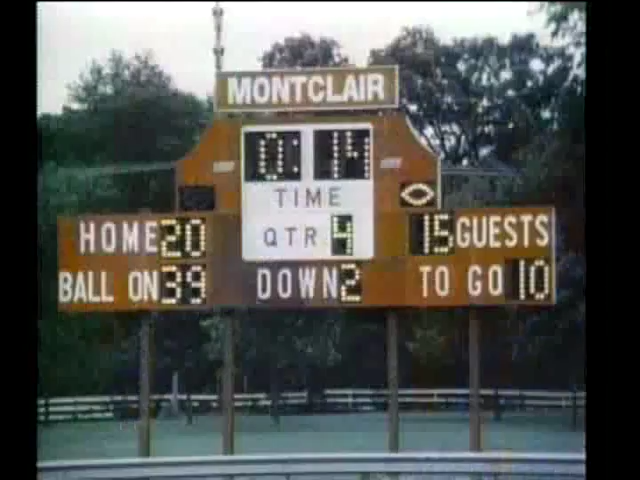 MONTCLAIR
0:14
TIME
HOME 20 QTR 4 15 GUESTS
BALL ON 39 DOWN 2 TO GO 10